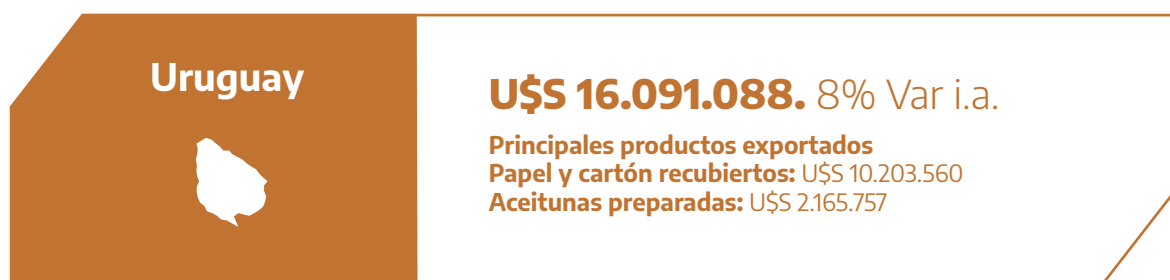 Uruguay
U$S 16.091.088. 8% Var i.a.
Principales productos exportados
Papel y cartón recubiertos: U$S 10.203.560
Aceitunas preparadas: U$S 2.165.757